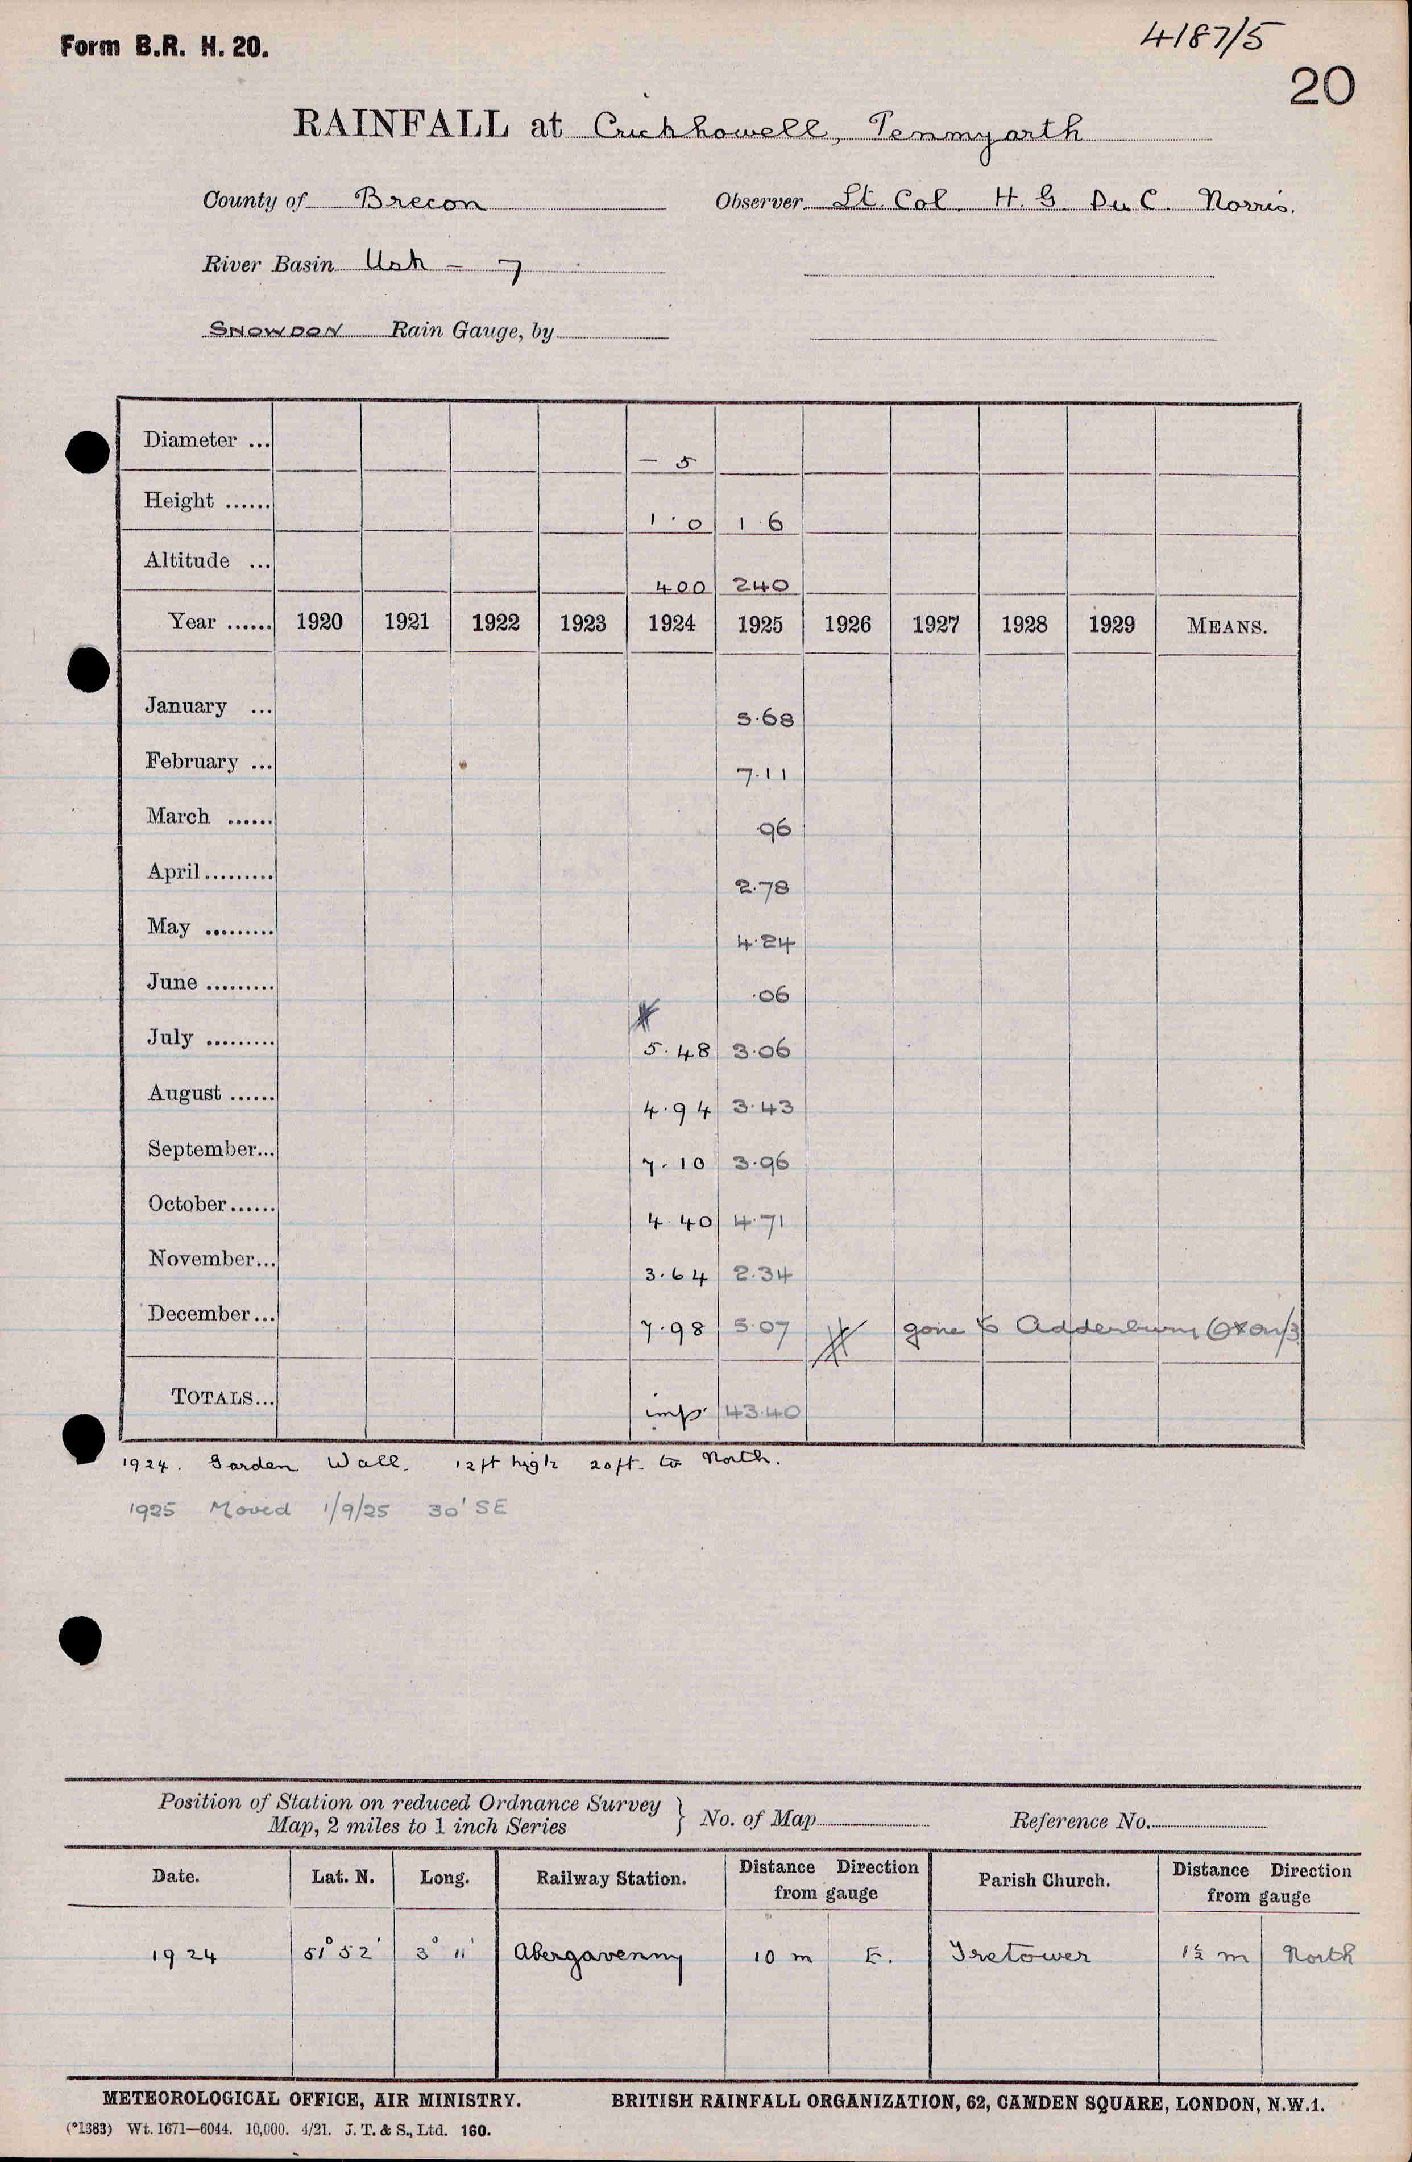 Form B.R. H. 20.
4187/5
20
RAINFALL at Crickhowell, Penmyarth
County of Brecon Observer Lt. Col. H. G. Du C. Norris.
River Basin Usk - 7
SNOWDON Rain Gauge, by
Diameter ... - 5
Height ...... 1·0 1 6
Altitude ... 400 240
Year ...... 1920 1921 1922 1923 1924 1925 1926 1927 1928 1929 MEANS.
January ... 5·68
February ... 7·11
March ...... ·96
April ......... 2·78
May ......... 4·24
June ......... ·06
July ......... 5·48 3·06
August ...... 4·94 3·43
September... 7·10 3·96
October ...... 4 40 4·71
November... 3·64 2·34
December... 7·98 5·07 gone to Adderbury, Oxon/3
TOTALS... imp. 43·40
1924. Garden Wall. 12ft high 20ft. to North.
1925 Moved 1/9/25 30' SE
Position of Station on reduced Ordnance Survey
Map, 2 miles to 1 inch Series } No. of Map Reference No.
Date. Lat. N. Long. Railway Station. Distance Direction from gauge Parish Church. Distance Direction from gauge
1924 51° 52' 3° 11' Abergavenny 10 m E. Tretower 1½ m North
METEOROLOGICAL OFFICE, AIR MINISTRY. BRITISH RAINFALL ORGANIZATION, 62, CAMDEN SQUARE, LONDON, N.W.1.
(*1383) Wt. 1671—6044. 10,000. 4/21. J. T. & S., Ltd. 160.